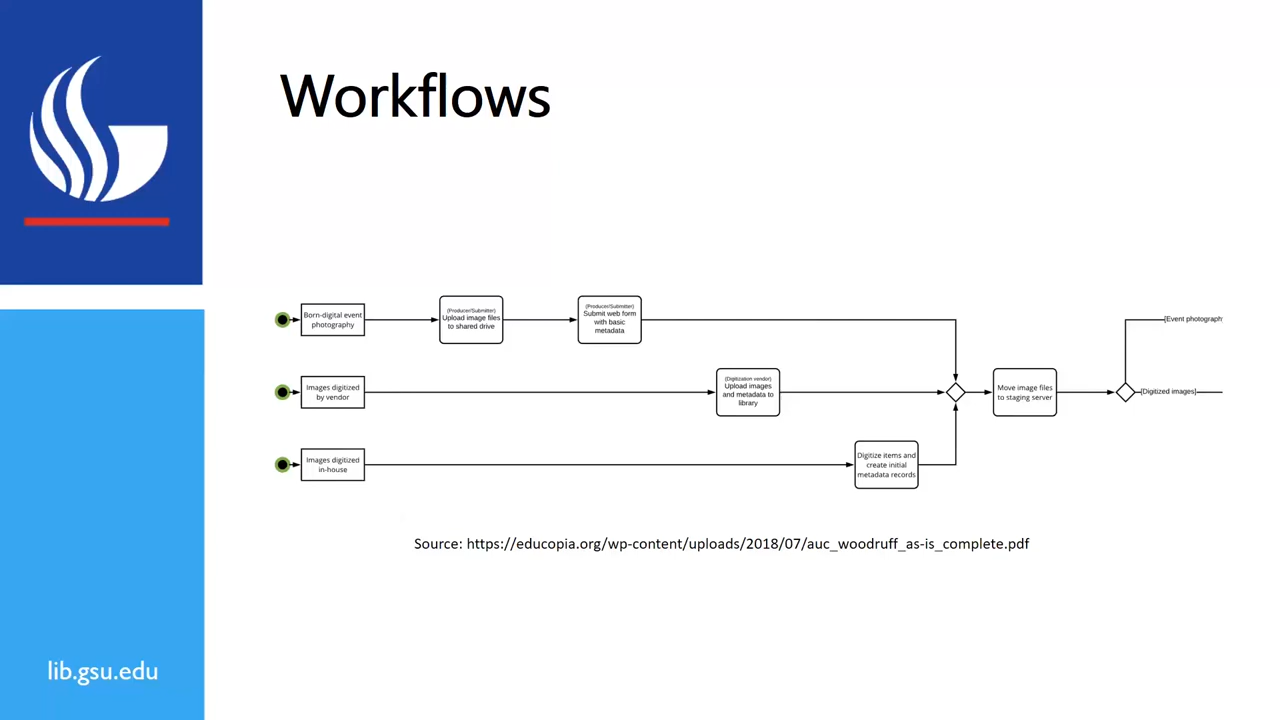 Workflows
Born-digital event
photography
(Producer/Submitter)
Upload image files
to shared drive
(Producer/Submitter)
Submit web form
with basic
metadata
[Event photograph
Images digitized
by vendor
(Digitization vendor)
Upload images
and metadata to
library
Move image files
to staging server
[Digitized images]
Images digitized
in-house
Digitize items and
create initial
metadata records
Source: https://educopia.org/wp-content/uploads/2018/07/auc_woodruff_as-is_complete.pdf
lib.gsu.edu